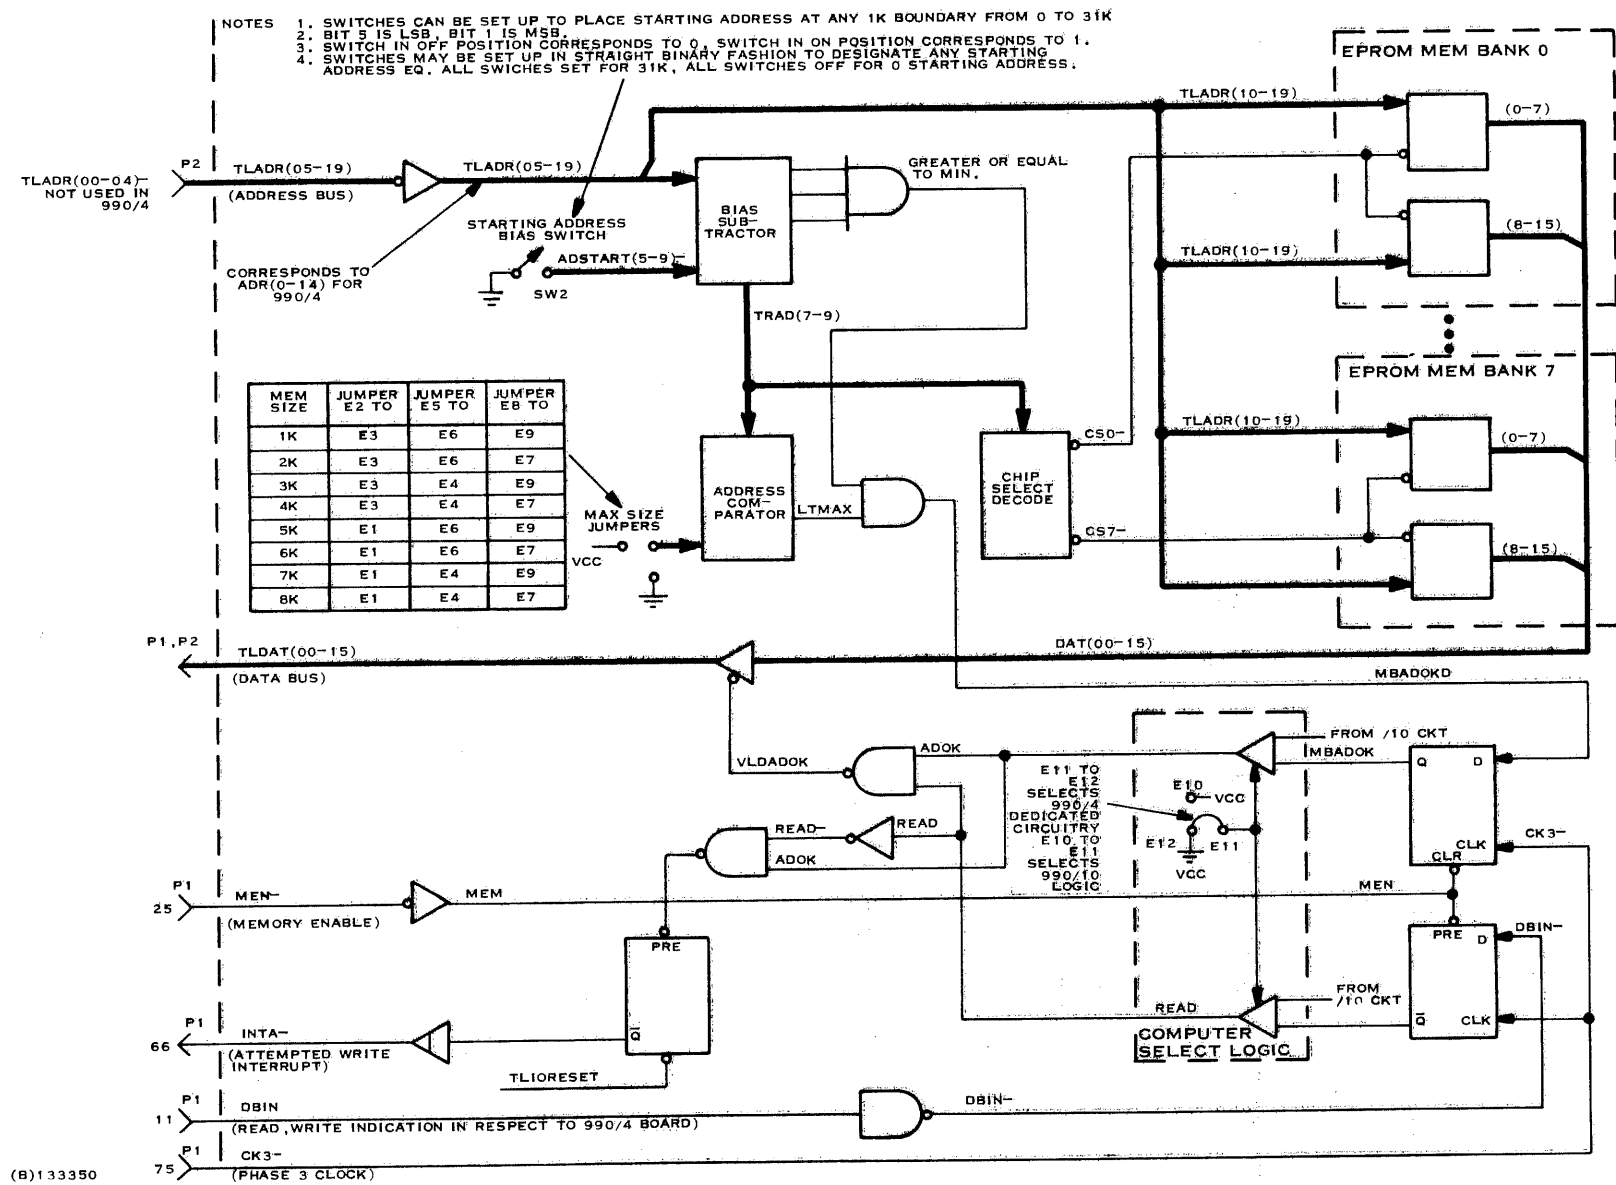 NOTES 1. SWITCHES CAN BE SET UP TO PLACE STARTING ADDRESS AT ANY 1K BOUNDARY FROM 0 TO 31K
2. BIT 5 IS LSB, BIT 1 IS MSB.
3. SWITCH IN OFF POSITION CORRESPONDS TO 0, SWITCH IN ON POSITION CORRESPONDS TO 1.
4. SWITCHES MAY BE SET UP IN STRAIGHT BINARY FASHION TO DESIGNATE ANY STARTING
ADDRESS EQ. ALL SWICHES SET FOR 31K, ALL SWITCHES OFF FOR 0 STARTING ADDRESS.
EPROM MEM BANK 0
TLADR(10-19)
(0-7)
(8-15)
TLADR(10-19)
P2
TLADR(00-04)-
NOT USED IN
990/4
TLADR(05-19)
(ADDRESS BUS)
TLADR(05-19)
CORRESPONDS TO
ADR(0-14) FOR
990/4
STARTING ADDRESS
BIAS SWITCH
ADSTART(5-9)-
SW2
BIAS
SUB-
TRACTOR
GREATER OR EQUAL
TO MIN.
TRAD(7-9)
EPROM MEM BANK 7
TLADR(10-19)
(0-7)
(8-15)
MEM SIZE JUMPER E2 TO JUMPER E5 TO JUMPER E8 TO
1K E3 E6 E9
2K E3 E6 E7
3K E3 E4 E9
4K E3 E4 E7
5K E1 E6 E9
6K E1 E6 E7
7K E1 E4 E9
8K E1 E4 E7
MAX SIZE
JUMPERS
VCC
ADDRESS
COM-
PARATOR
LTMAX
CHIP
SELECT
DECODE
CS0-
CS7-
P1,P2
TLDAT(00-15)
(DATA BUS)
DAT(00-15)
MBADOKD
VLDADOK
ADOK
FROM /10 CKT
MBADOK
E11 TO
E12
SELECTS
990/4
DEDICATED
CIRCUITRY
E10 TO
E11
SELECTS
990/10
LOGIC
E10
VCC
E12
E11
VCC
Q
D
CLK
CLR
CK3-
READ-
READ
ADOK
P1
25
MEN-
(MEMORY ENABLE)
MEM
MEN
PRE
Q
PRE
D
DBIN-
Q
CLK
READ
FROM
/10 CKT
COMPUTER
SELECT LOGIC
P1
66
INTA-
(ATTEMPTED WRITE
INTERRUPT)
TLIORESET
P1
11
DBIN
(READ,WRITE INDICATION IN RESPECT TO 990/4 BOARD)
DBIN-
P1
75
CK3-
(PHASE 3 CLOCK)
(B)133350